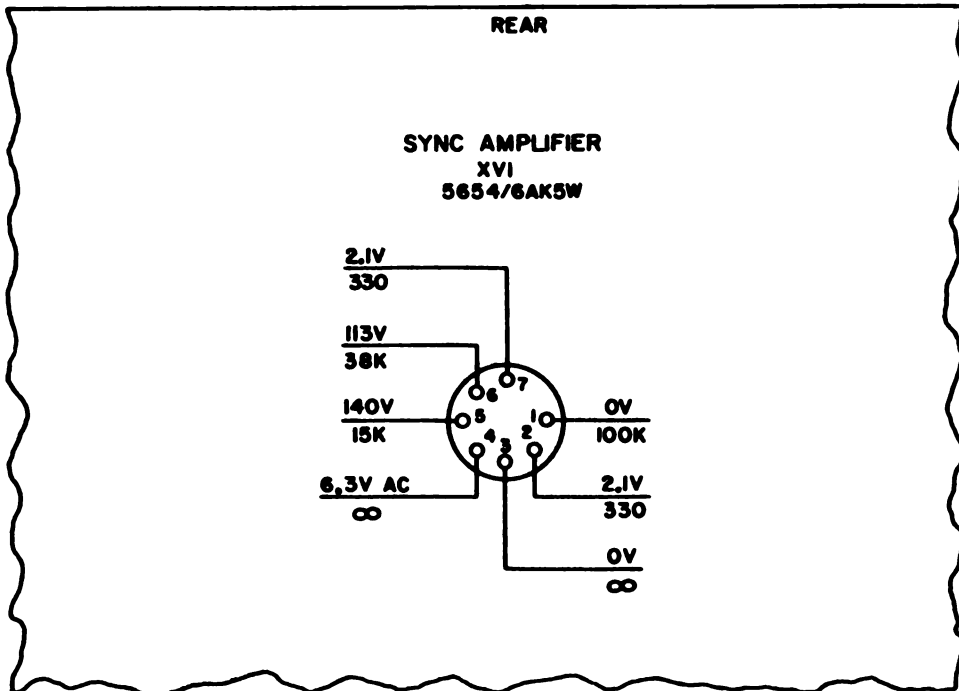 REAR
SYNC AMPLIFIER
XV1
5654/6AK5W
2.1V
330
113V
38K
140V
15K
6,3V AC
∞
7
6
5
4
3
2
1
0V
100K
2.1V
330
0V
∞